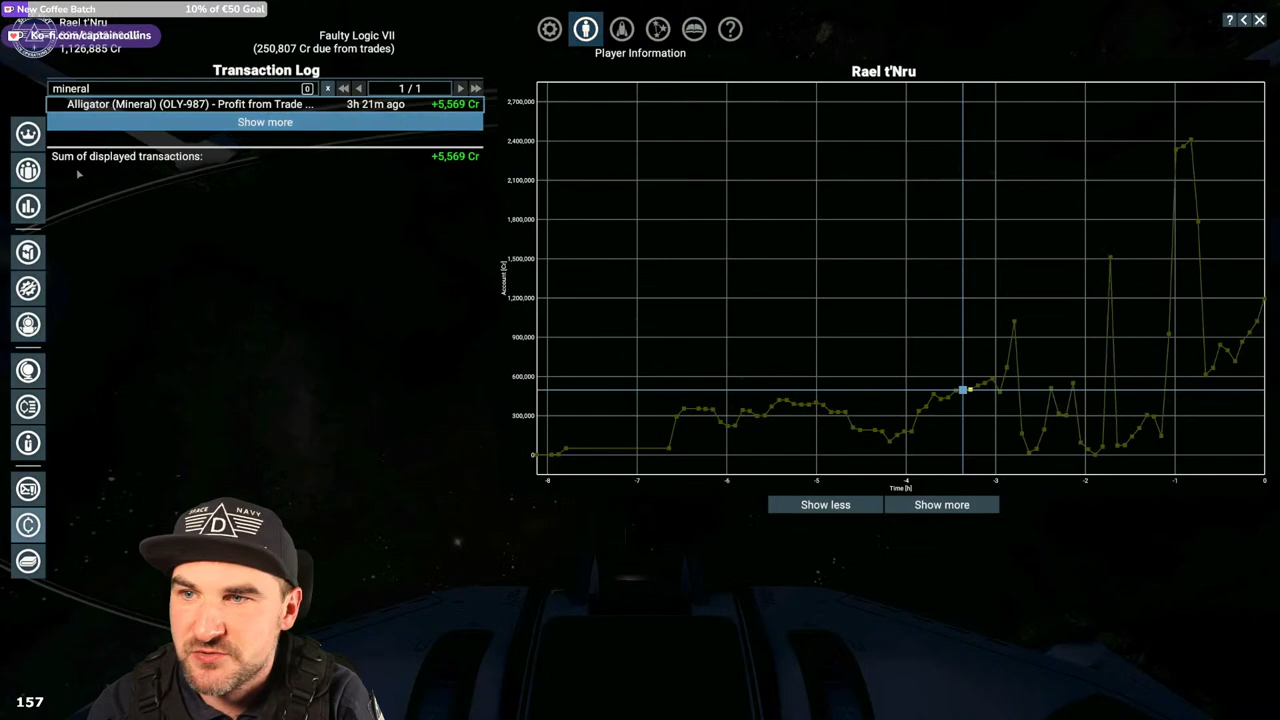 New Coffee Batch 10% of €50 Goal
Rael t'Nru
Ko-fi.com/captaincollins
1,126,885 Cr
Faulty Logic VII
(250,807 Cr due from trades)
Player Information
Transaction Log
mineral 0 x 1 / 1
Alligator (Mineral) (OLY-987) - Profit from Trade ... 3h 21m ago +5,569 Cr
Show more
Sum of displayed transactions: +5,569 Cr
Rael t'Nru
2,700,000
2,400,000
2,100,000
1,800,000
1,500,000
1,200,000
900,000
600,000
300,000
0
Account [Cr]
-8 -7 -6 -5 -4 -3 -2 -1 0
Time [h]
Show less Show more
SPACE NAVY
D
157